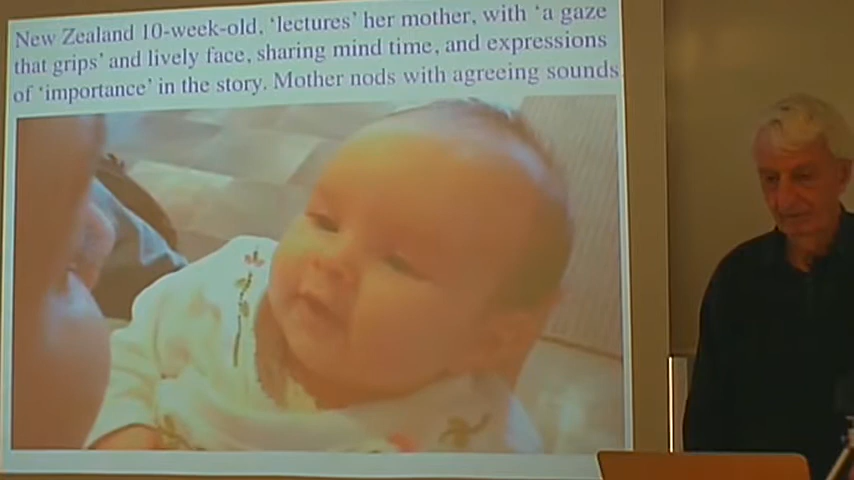 New Zealand 10-week-old, ‘lectures’ her mother, with ‘a gaze
that grips’ and lively face, sharing mind time, and expressions
of ‘importance’ in the story. Mother nods with agreeing sounds